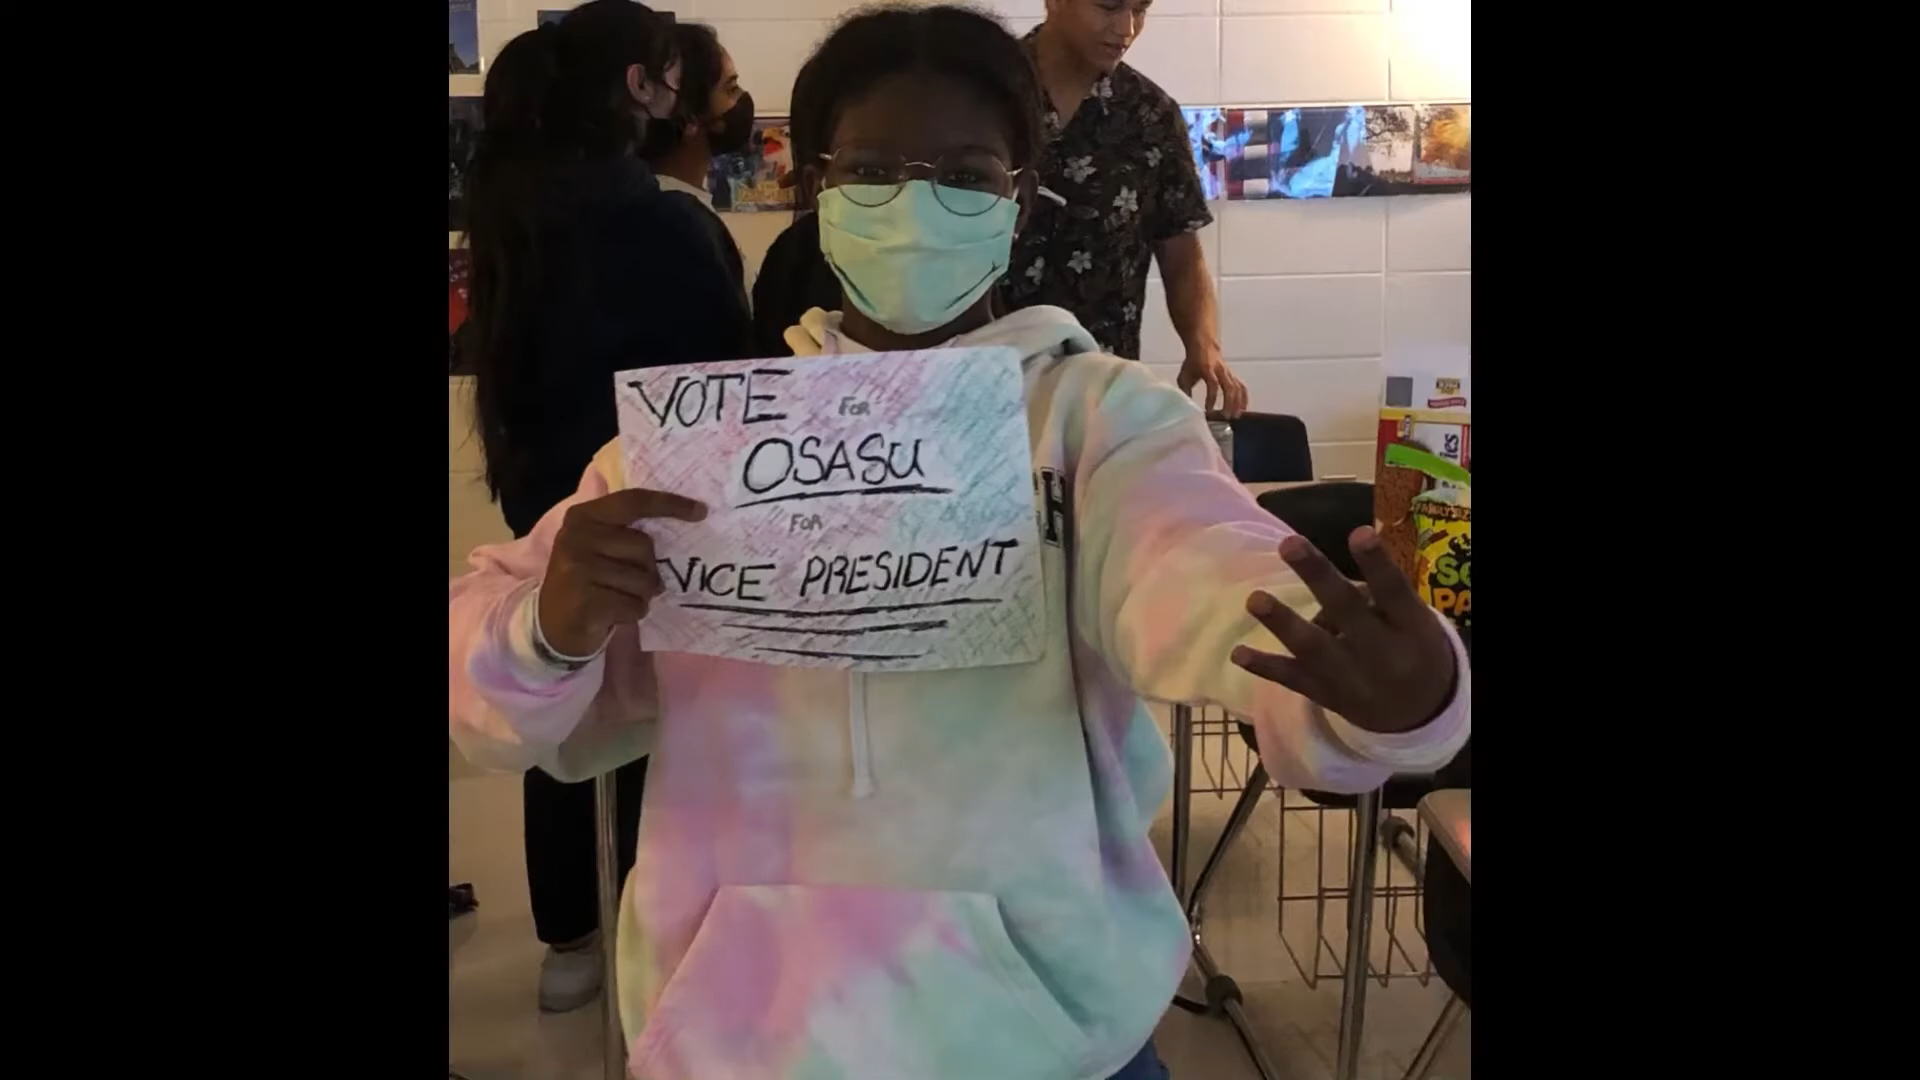 VOTE FOR
OSASU
FOR
VICE PRESIDENT
H